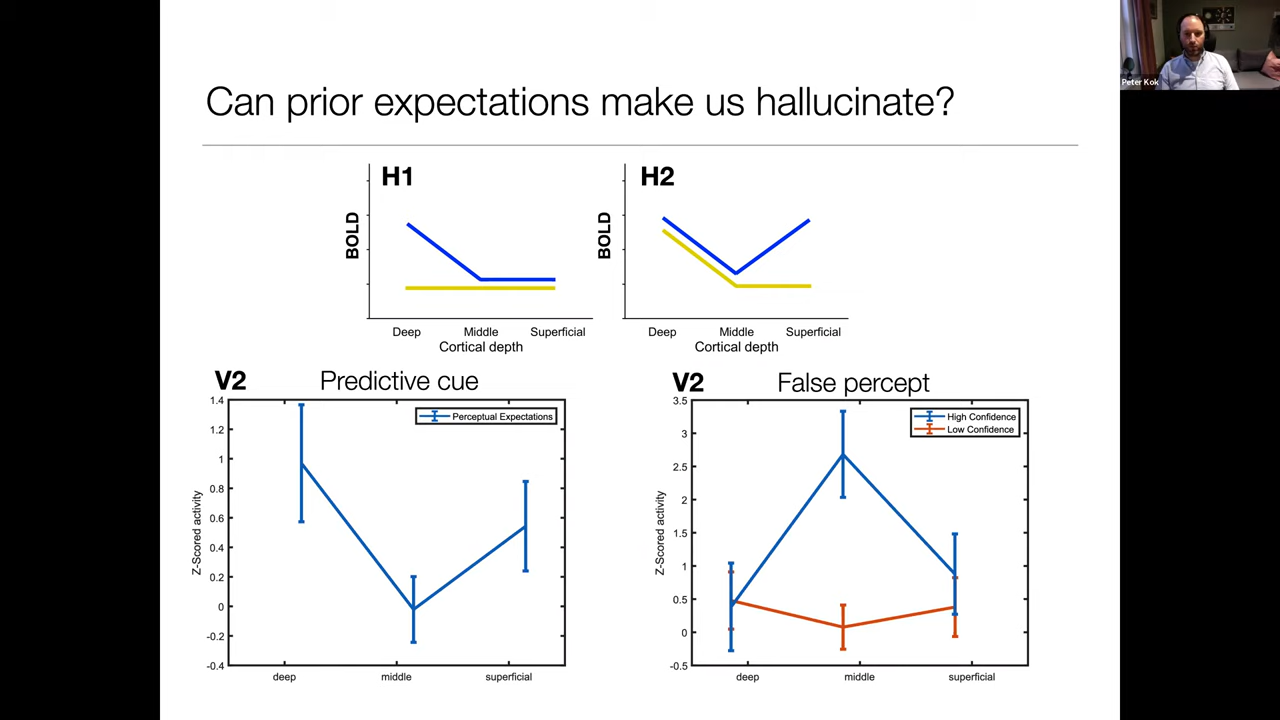 Peter Kok
Can prior expectations make us hallucinate?
H1
BOLD
Deep Middle Superficial
Cortical depth
H2
BOLD
Deep Middle Superficial
Cortical depth
V2 Predictive cue
Perceptual Expectations
Z-Scored activity
1.4
1.2
1
0.8
0.6
0.4
0.2
0
-0.2
-0.4
deep middle superficial
V2 False percept
High Confidence
Low Confidence
Z-Scored activity
3.5
3
2.5
2
1.5
1
0.5
0
-0.5
deep middle superficial